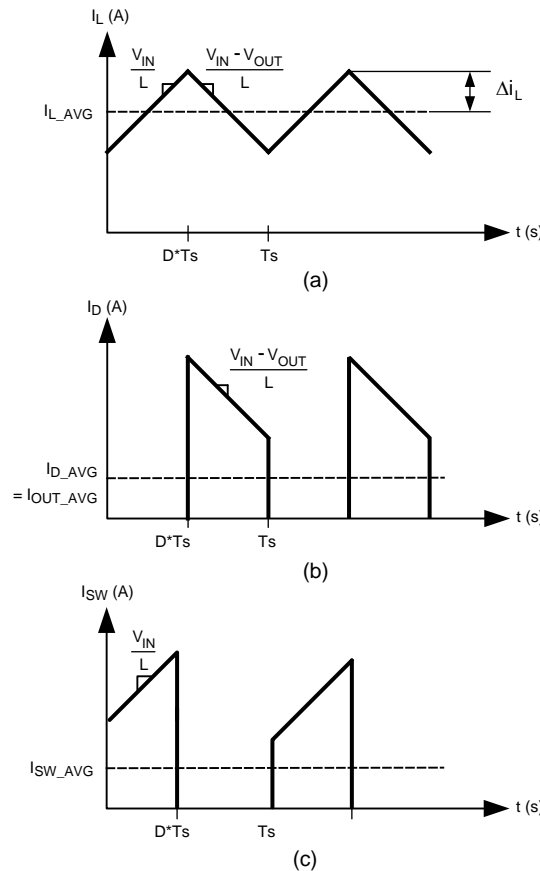 I_L (A)
V_IN / L
V_IN - V_OUT / L
I_L_AVG
Δi_L
t (s)
D*Ts
Ts
(a)
I_D (A)
V_IN - V_OUT / L
I_D_AVG
= I_OUT_AVG
t (s)
D*Ts
Ts
(b)
I_SW (A)
V_IN / L
I_SW_AVG
t (s)
D*Ts
Ts
(c)